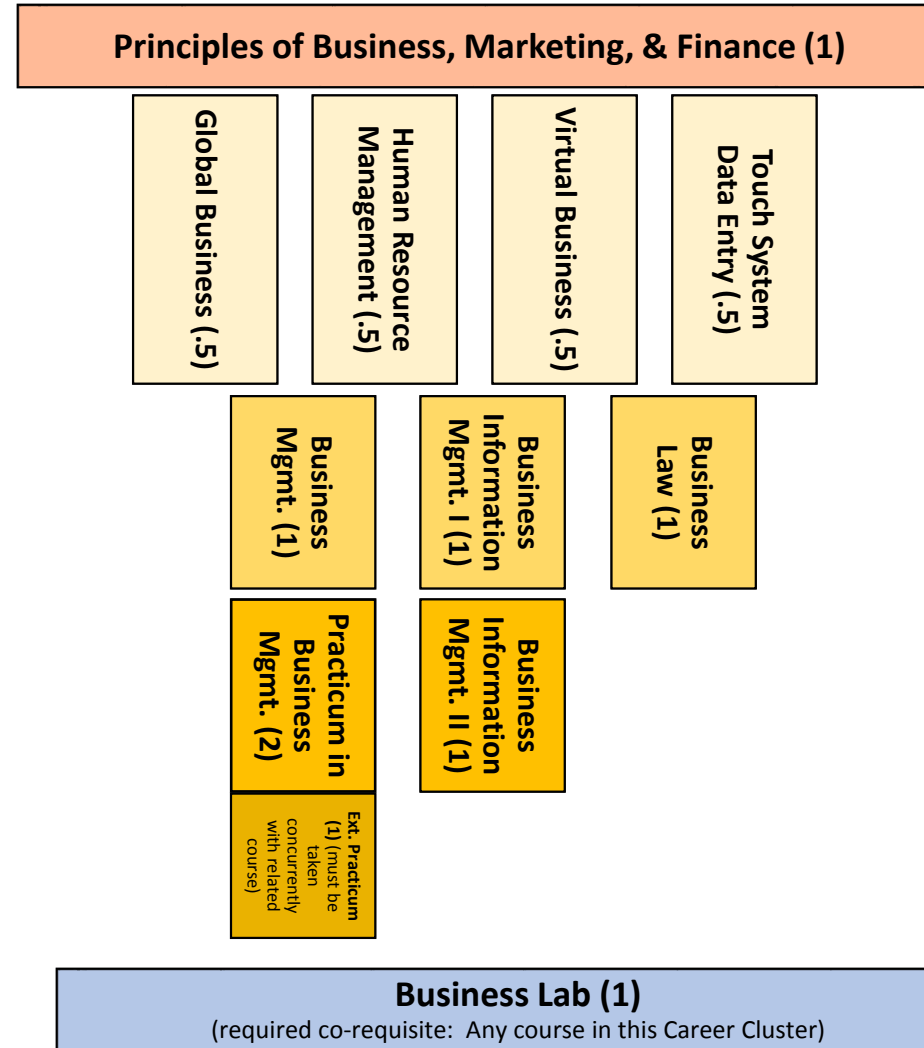 Principles of Business, Marketing, & Finance (1)
Global Business (.5)
Human Resource
Management (.5)
Virtual Business (.5)
Touch System
Data Entry (.5)
Business
Mgmt. (1)
Business
Information
Mgmt. I (1)
Business
Law (1)
Practicum in
Business
Mgmt. (2)
Business
Information
Mgmt. II (1)
Ext. Practicum
(1) (must be
taken
concurrently
with related
course)
Business Lab (1)
(required co-requisite: Any course in this Career Cluster)